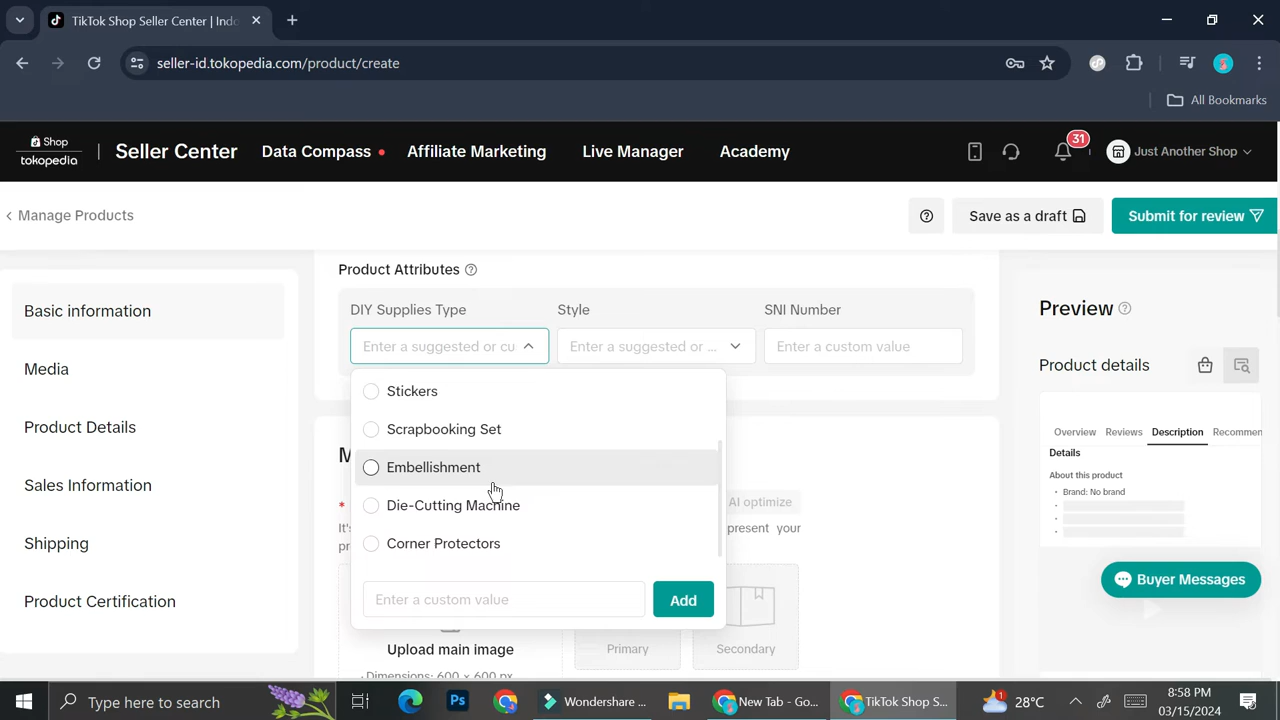 TikTok Shop Seller Center | Indo
seller-id.tokopedia.com/product/create
All Bookmarks
Shop
tokopedia
Seller Center
Data Compass
Affiliate Marketing
Live Manager
Academy
31
Just Another Shop
< Manage Products
Save as a draft
Submit for review
Basic information
Media
Product Details
Sales Information
Shipping
Product Certification
Product Attributes
DIY Supplies Type
Style
SNI Number
Enter a suggested or cu
Enter a suggested or ...
Enter a custom value
Stickers
Scrapbooking Set
Embellishment
Die-Cutting Machine
Corner Protectors
Enter a custom value
Add
M
* AI optimize
It's present your
pr
Upload main image
Dimensions: 600 × 600 px
Primary
Secondary
Preview
Product details
Overview Reviews Description Recommen
Details
About this product
• Brand: No brand
Buyer Messages
Type here to search
Ps
Wondershare ...
New Tab - Go...
TikTok Shop S...
1
28°C
8:58 PM
03/15/2024